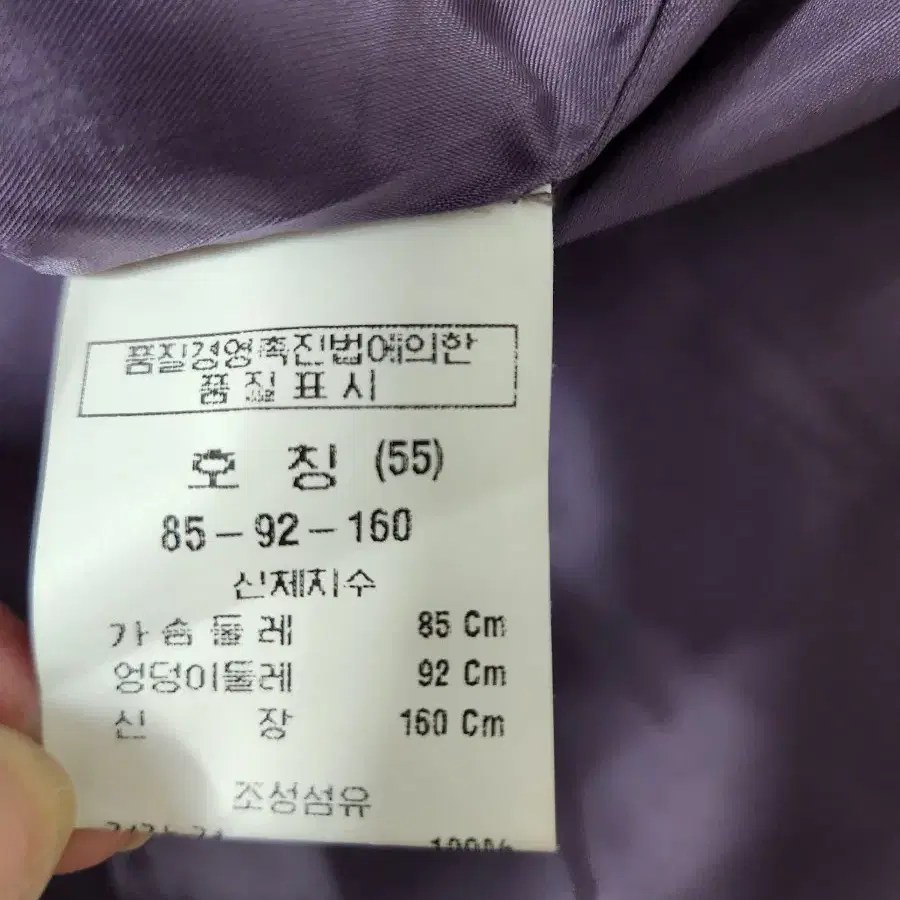 품질경영촉진법에의한
품질표시
호 칭 (55)
85-92-160
신체치수
가슴둘레 85 Cm
엉덩이둘레 92 Cm
신 장 160 Cm
조성섬유
100%